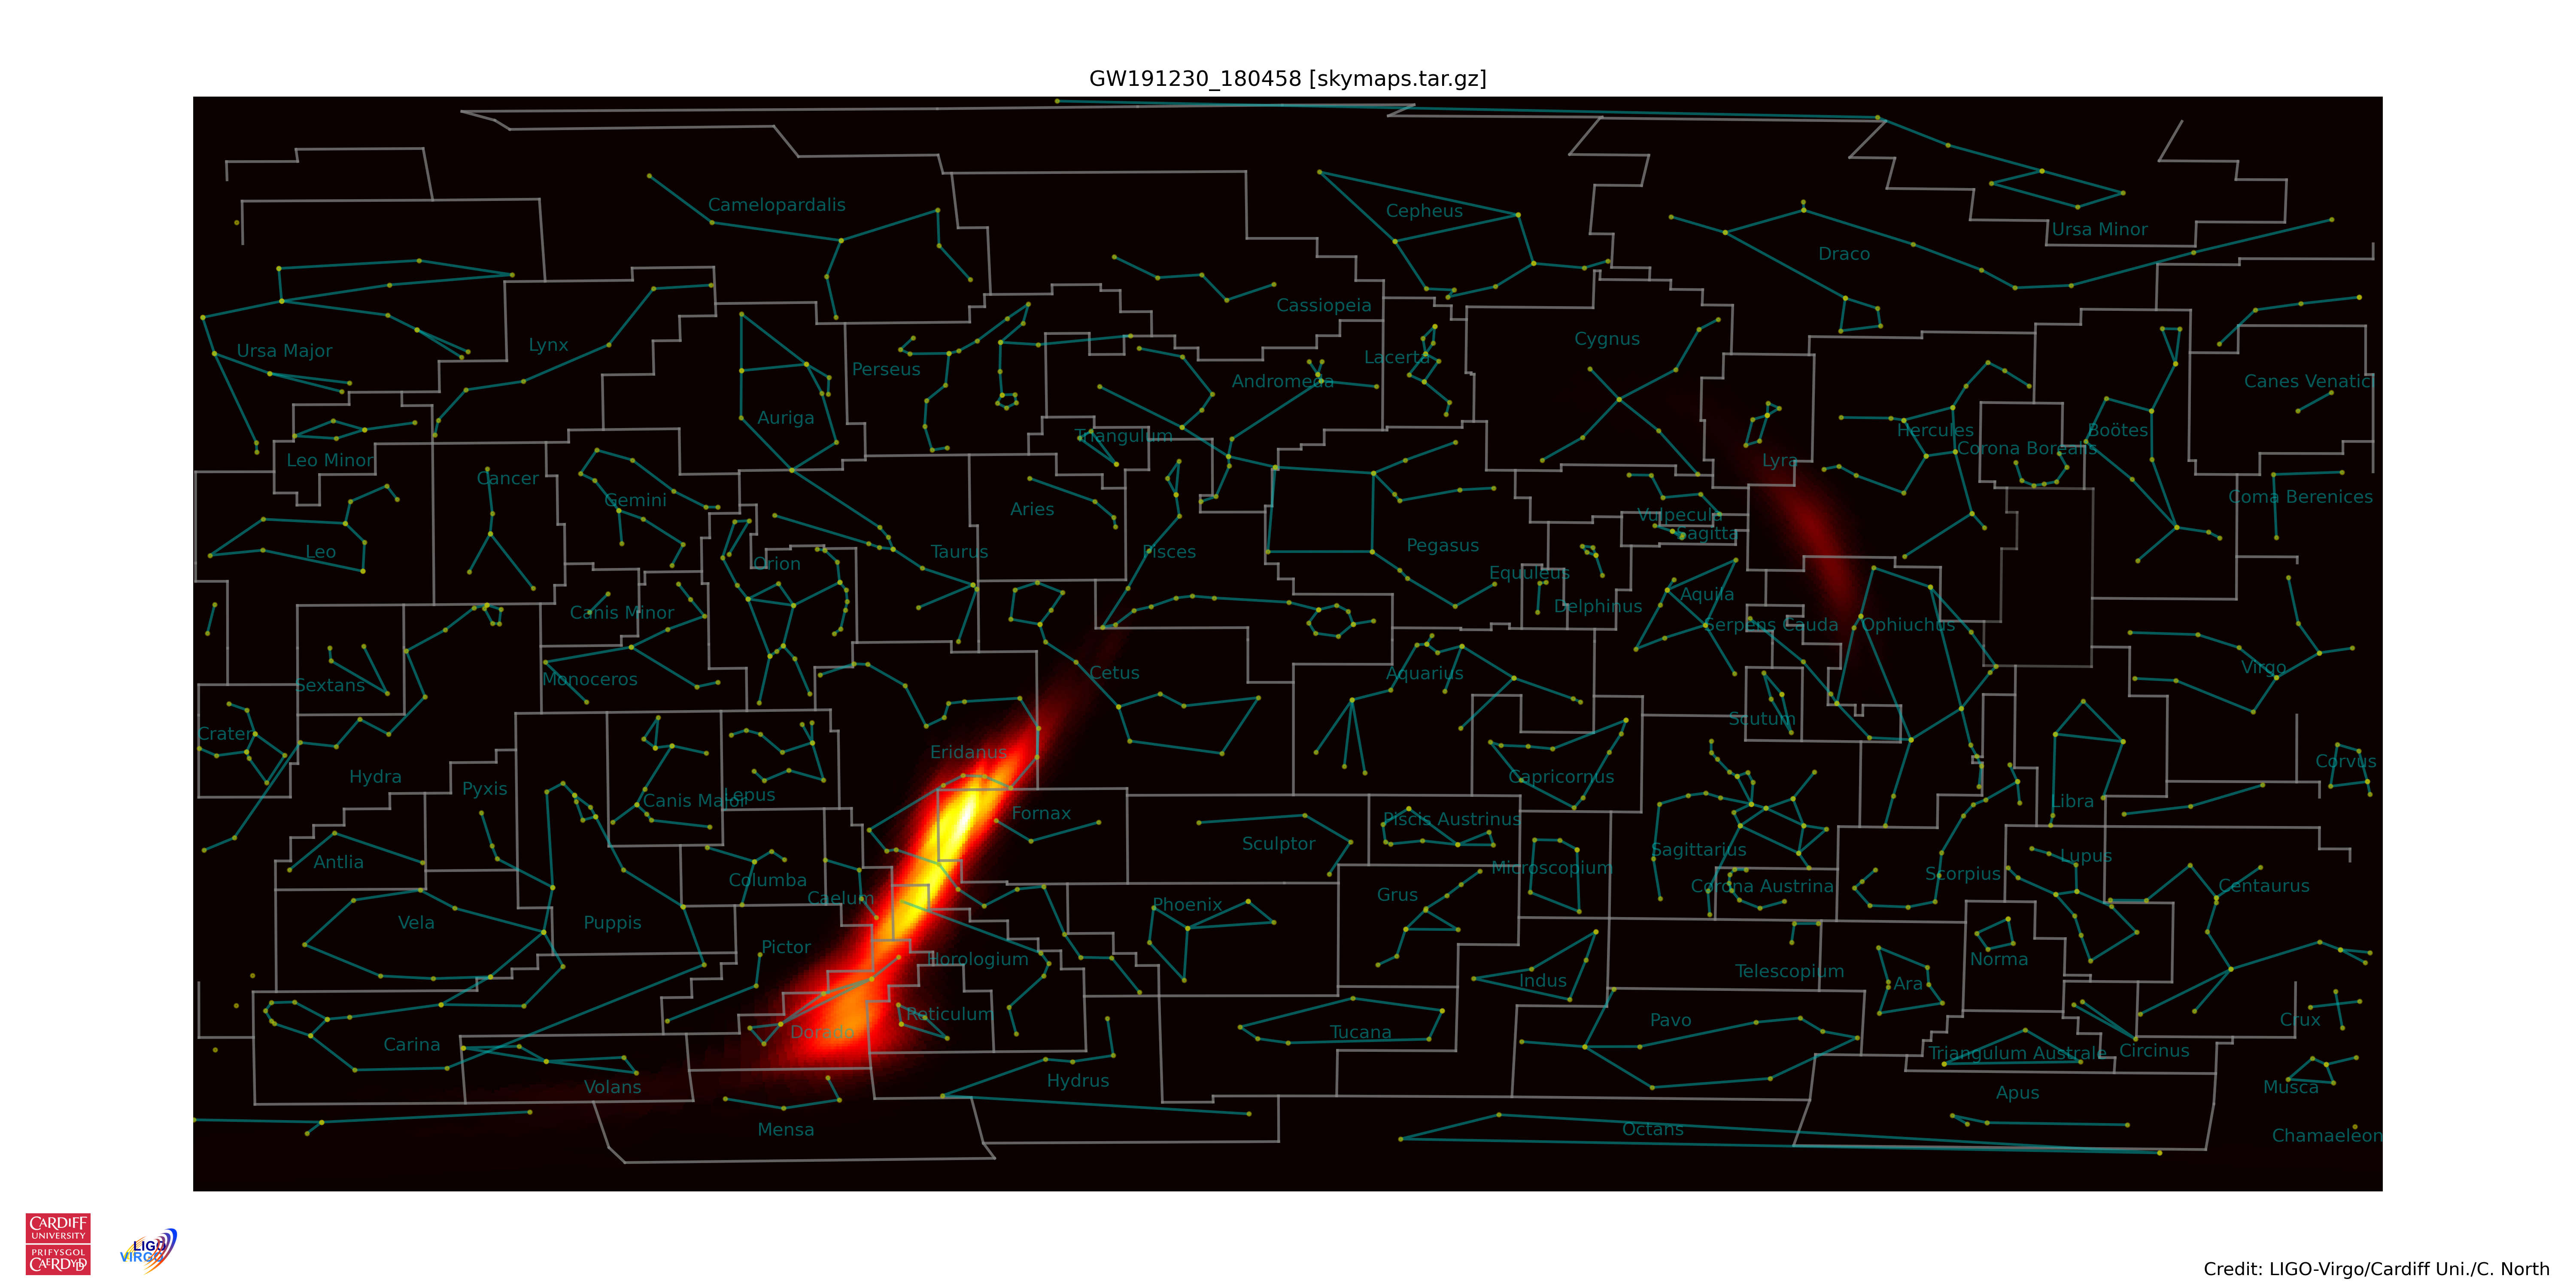 GW191230_180458 [skymaps.tar.gz]
Camelopardalis
Cepheus
Ursa Minor
Draco
Cassiopeia
Cygnus
Ursa Major
Lynx
Lacerta
Perseus
Andromeda
Canes Venatici
Auriga
Hercules
Boötes
Triangulum
Corona Borealis
Leo Minor
Lyra
Cancer
Gemini
Coma Berenices
Aries
Vulpecula
Sagitta
Leo
Taurus
Pisces
Pegasus
Orion
Equuleus
Aquila
Delphinus
Canis Minor
Serpens Cauda
Ophiuchus
Cetus
Aquarius
Virgo
Monoceros
Sextans
Scutum
Crater
Eridanus
Corvus
Hydra
Capricornus
Pyxis
Lepus
Canis Major
Libra
Fornax
Piscis Austrinus
Sculptor
Sagittarius
Lupus
Antlia
Microscopium
Scorpius
Columba
Corona Austrina
Centaurus
Grus
Caelum
Phoenix
Vela
Puppis
Pictor
Horologium
Norma
Telescopium
Indus
Ara
Reticulum
Pavo
Crux
Dorado
Tucana
Carina
Circinus
Triangulum Australe
Hydrus
Volans
Musca
Apus
Mensa
Octans
Chamaeleon
CARDIFF
UNIVERSITY
PRIFYSGOL
CAERDYDD
LIGO
VIRGO
Credit: LIGO-Virgo/Cardiff Uni./C. North